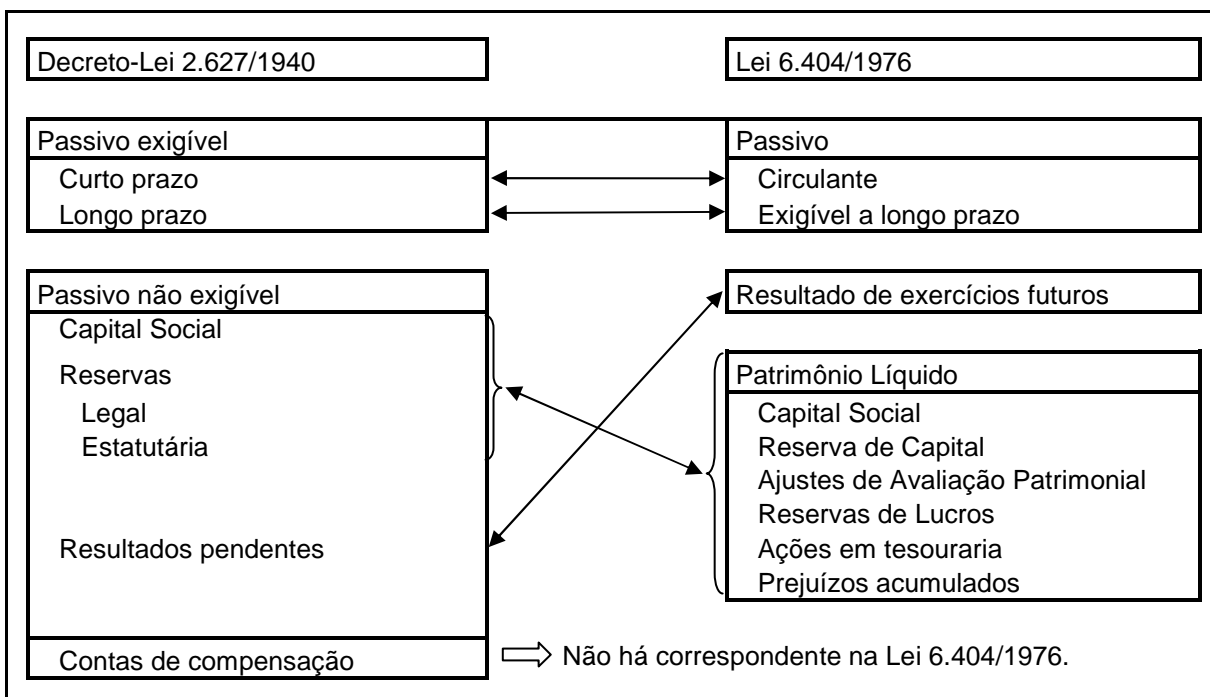 Decreto-Lei 2.627/1940
Lei 6.404/1976
Passivo exigível
Curto prazo
Longo prazo
Passivo
Circulante
Exigível a longo prazo
Passivo não exigível
Capital Social
Reservas
Legal
Estatutária
Resultados pendentes
Contas de compensação
Resultado de exercícios futuros
Patrimônio Líquido
Capital Social
Reserva de Capital
Ajustes de Avaliação Patrimonial
Reservas de Lucros
Ações em tesouraria
Prejuízos acumulados
Não há correspondente na Lei 6.404/1976.